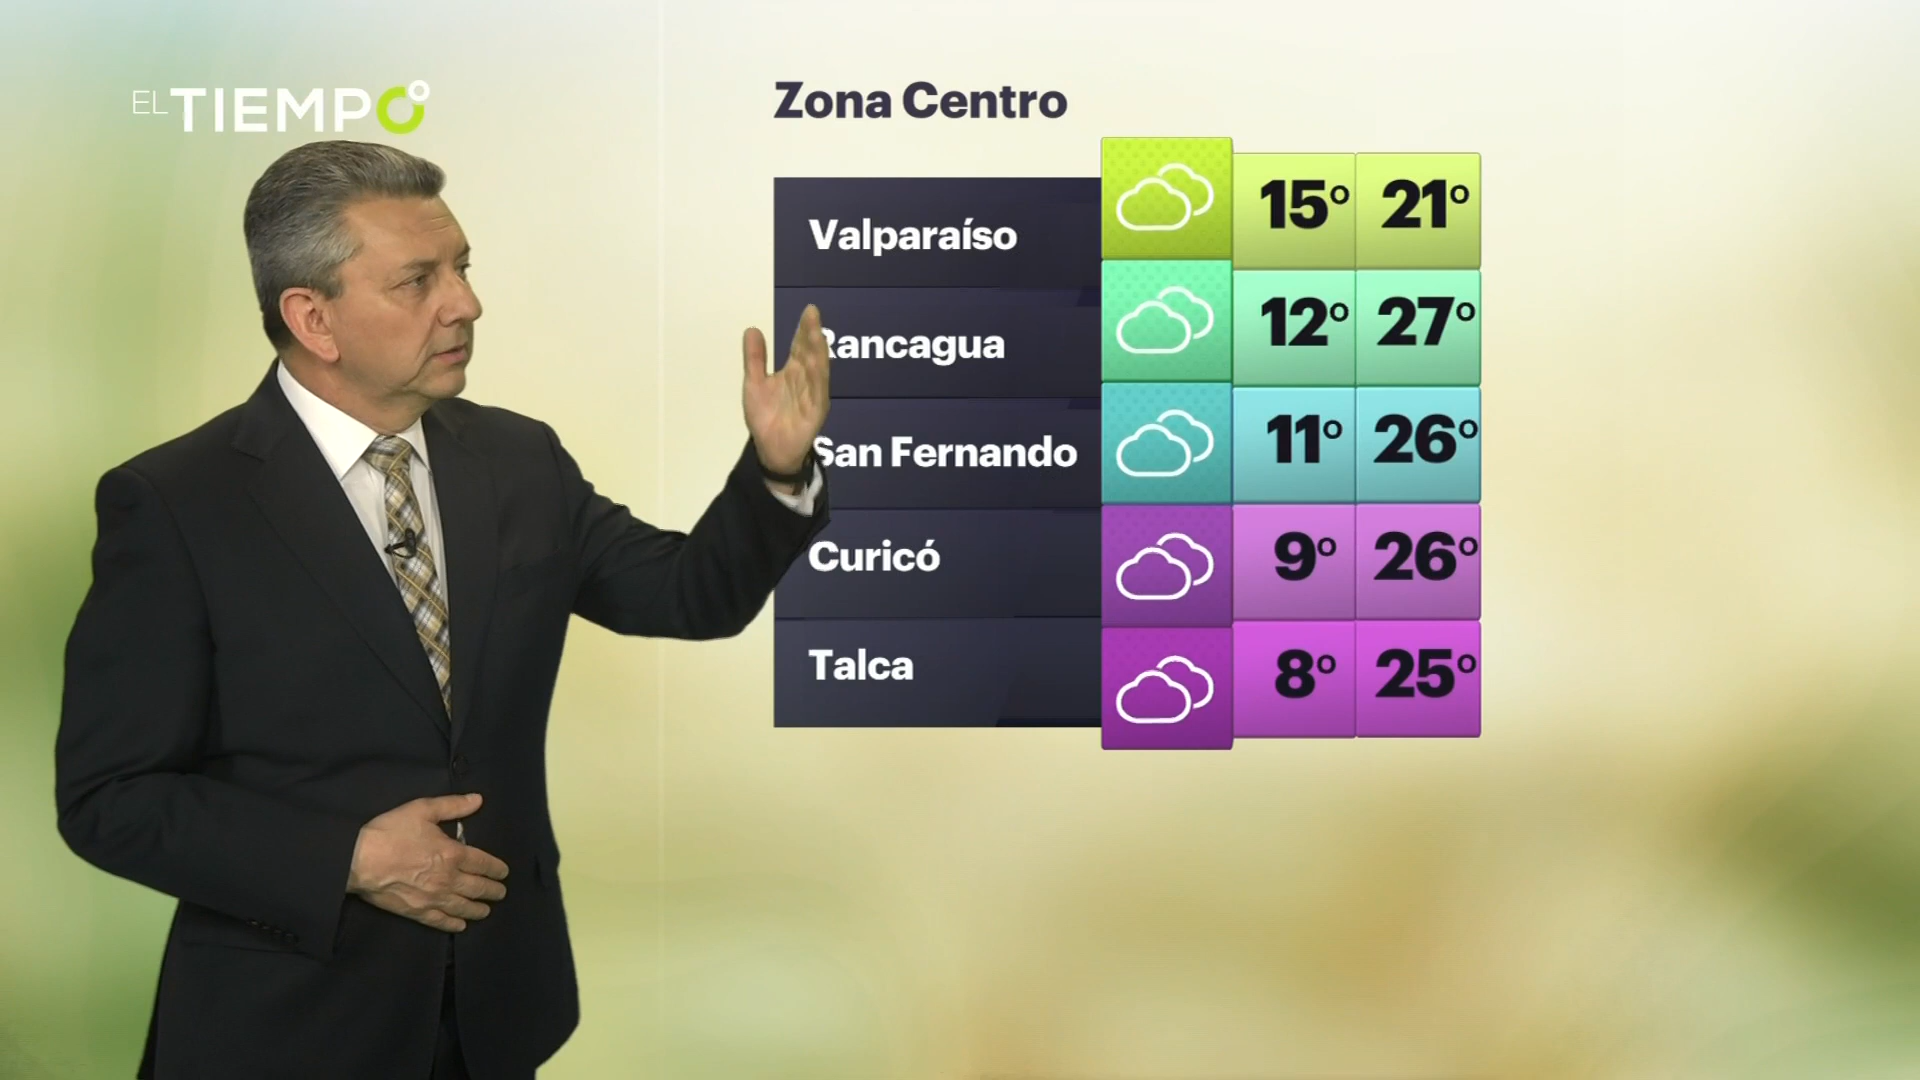 EL TIEMPO
Zona Centro
Valparaíso 15° 21°
Rancagua 12° 27°
San Fernando 11° 26°
Curicó 9° 26°
Talca 8° 25°